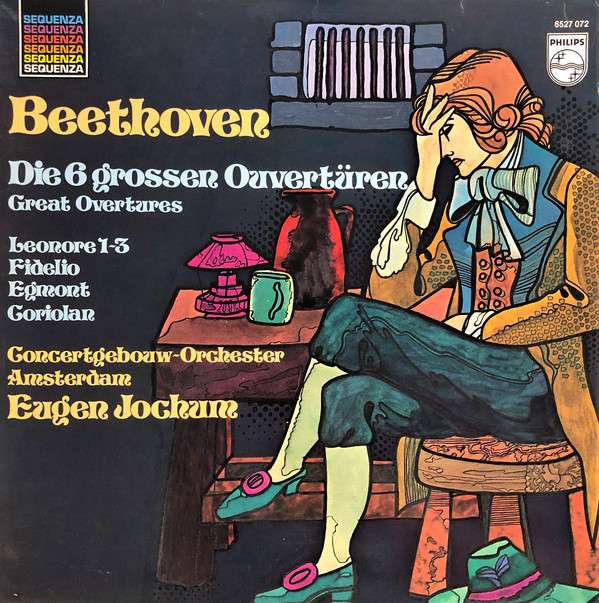 SEQUENZA
SEQUENZA
SEQUENZA
SEQUENZA
SEQUENZA
SEQUENZA
6527 072
PHILIPS
Beethoven
Die 6 grossen Ouvertüren
Great Overtures
Leonore 1-3
Fidelio
Egmont
Coriolan
Concertgebouw-Orchester
Amsterdam
Eugen Jochum